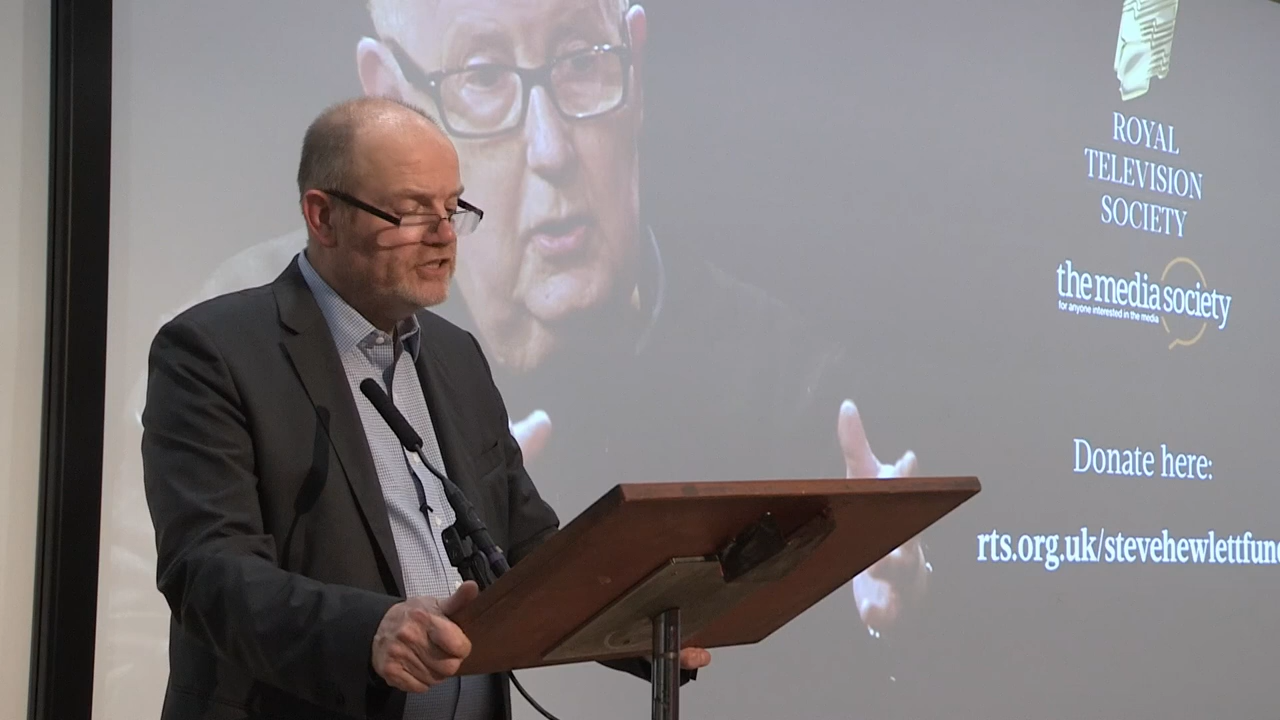 ROYAL
TELEVISION
SOCIETY
the media society
for anyone interested in the media
Donate here:
rts.org.uk/stevehewlettfun